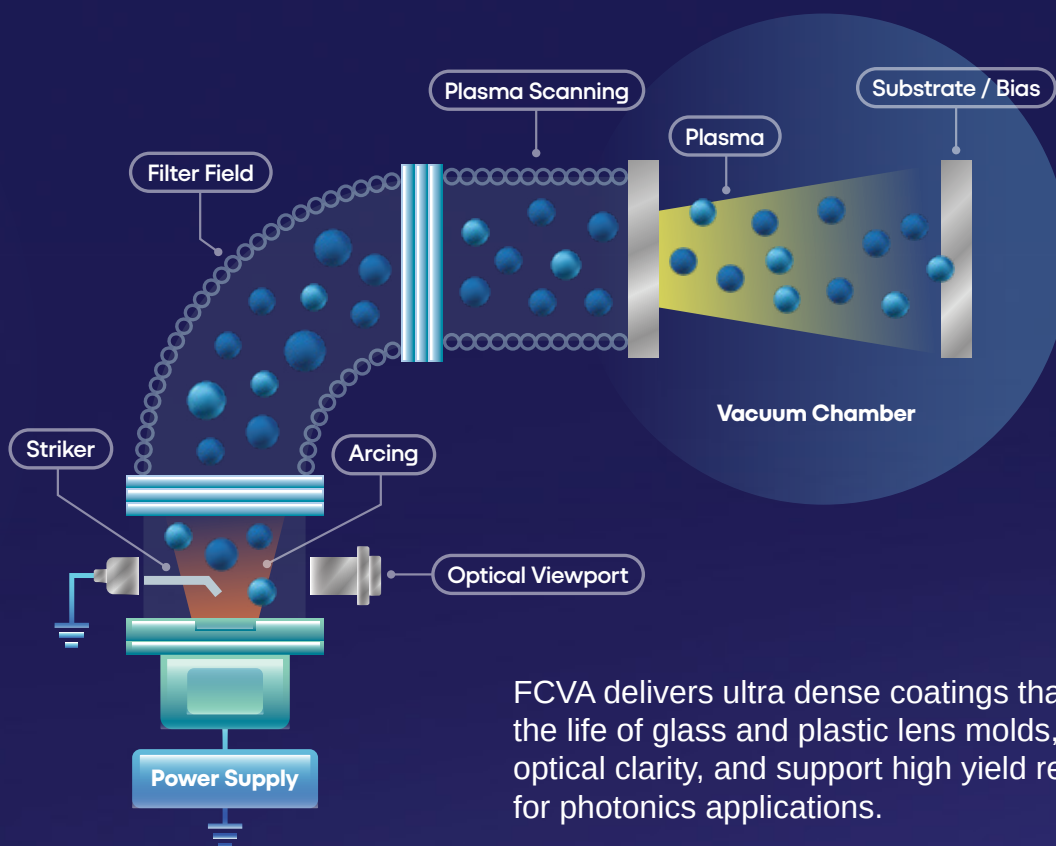 Plasma Scanning
Substrate / Bias
Plasma
Filter Field
Vacuum Chamber
Striker
Arcing
Optical Viewport
FCVA delivers ultra dense coatings
the life of glass and plastic lens molds,
optical clarity, and support high yield
for photonics applications.
Power Supply